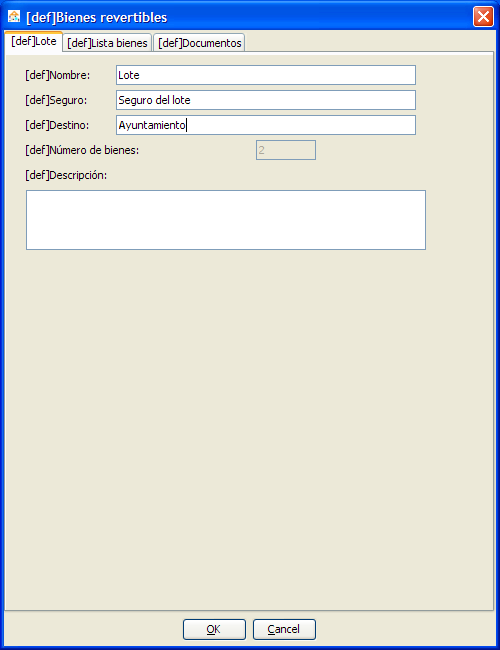 [def]Bienes revertibles
[def]Lote [def]Lista bienes [def]Documentos
[def]Nombre: Lote
[def]Seguro: Seguro del lote
[def]Destino: Ayuntamiento
[def]Número de bienes: 2
[def]Descripción:
OK Cancel